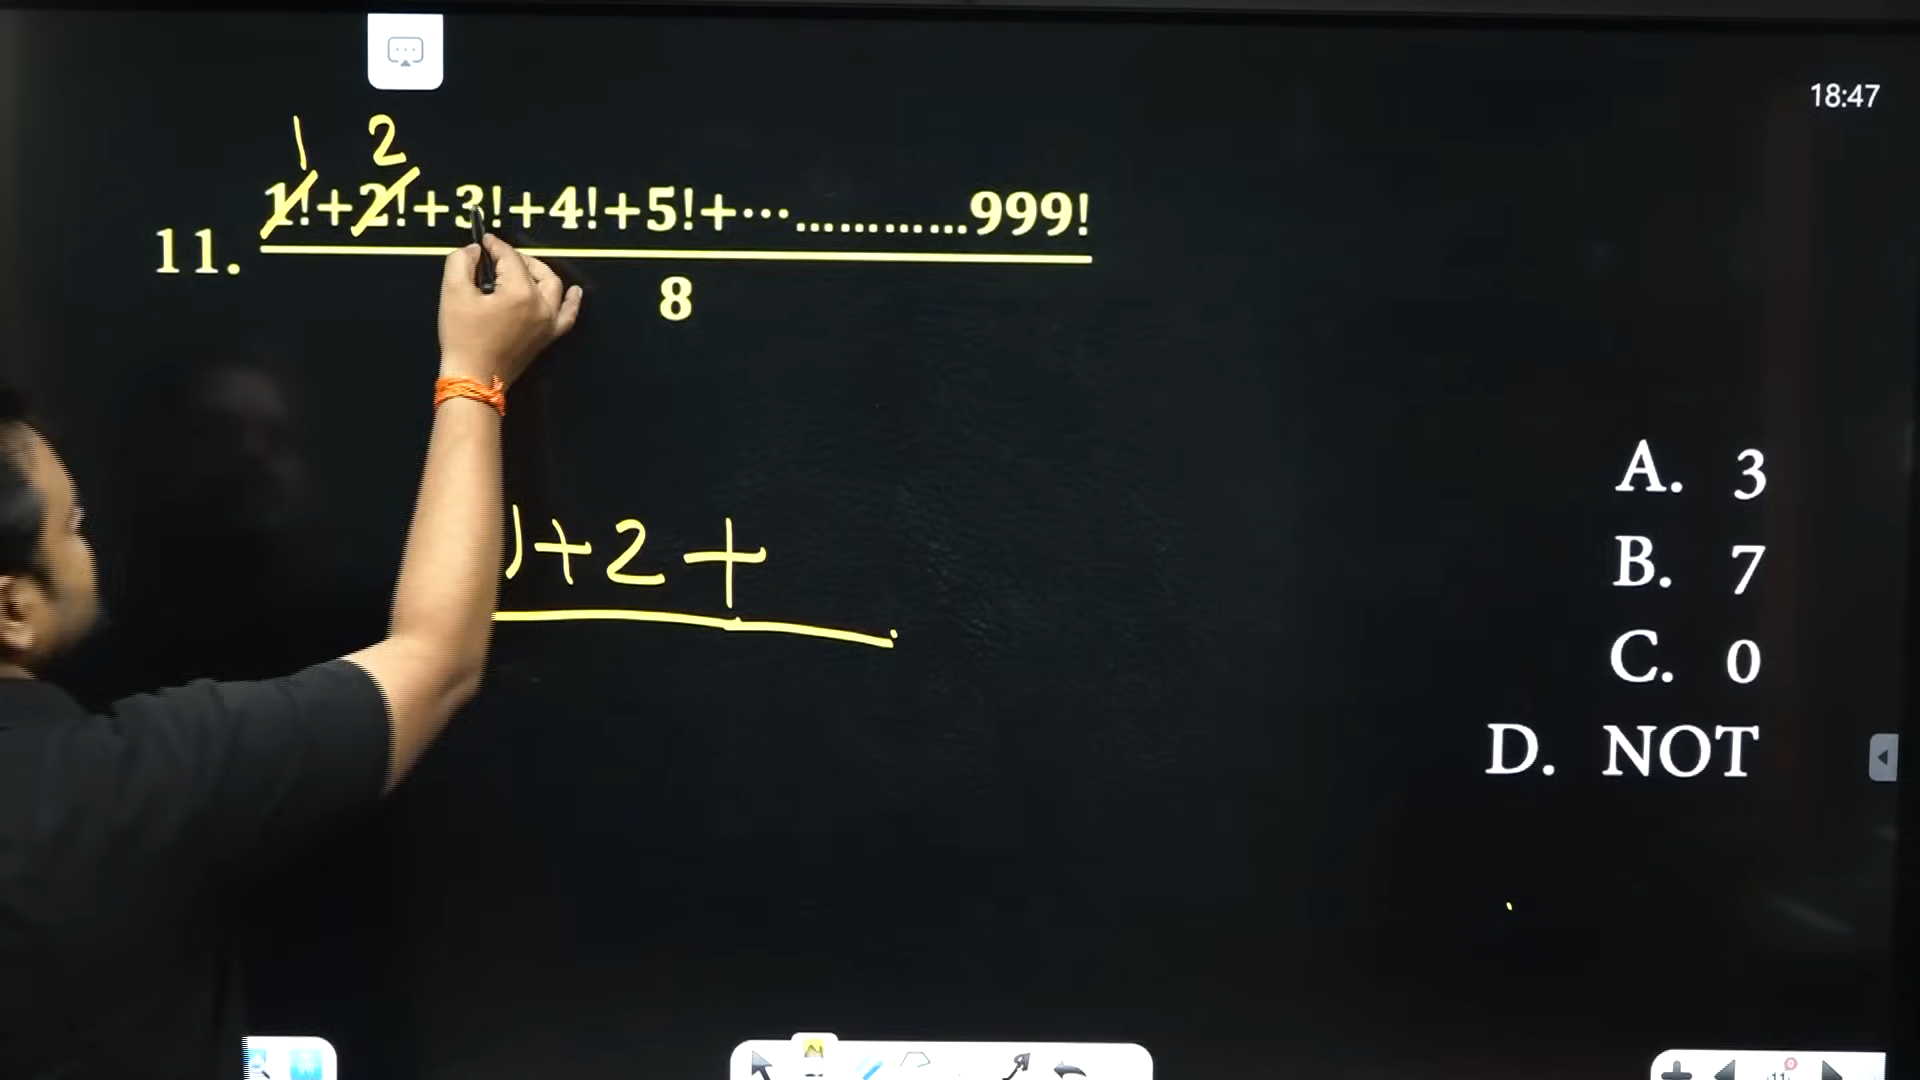 18:47
1 2
11. 1!+2!+3!+4!+5!+⋯.............999!
8
1+2+
A. 3
B. 7
C. 0
D. NOT